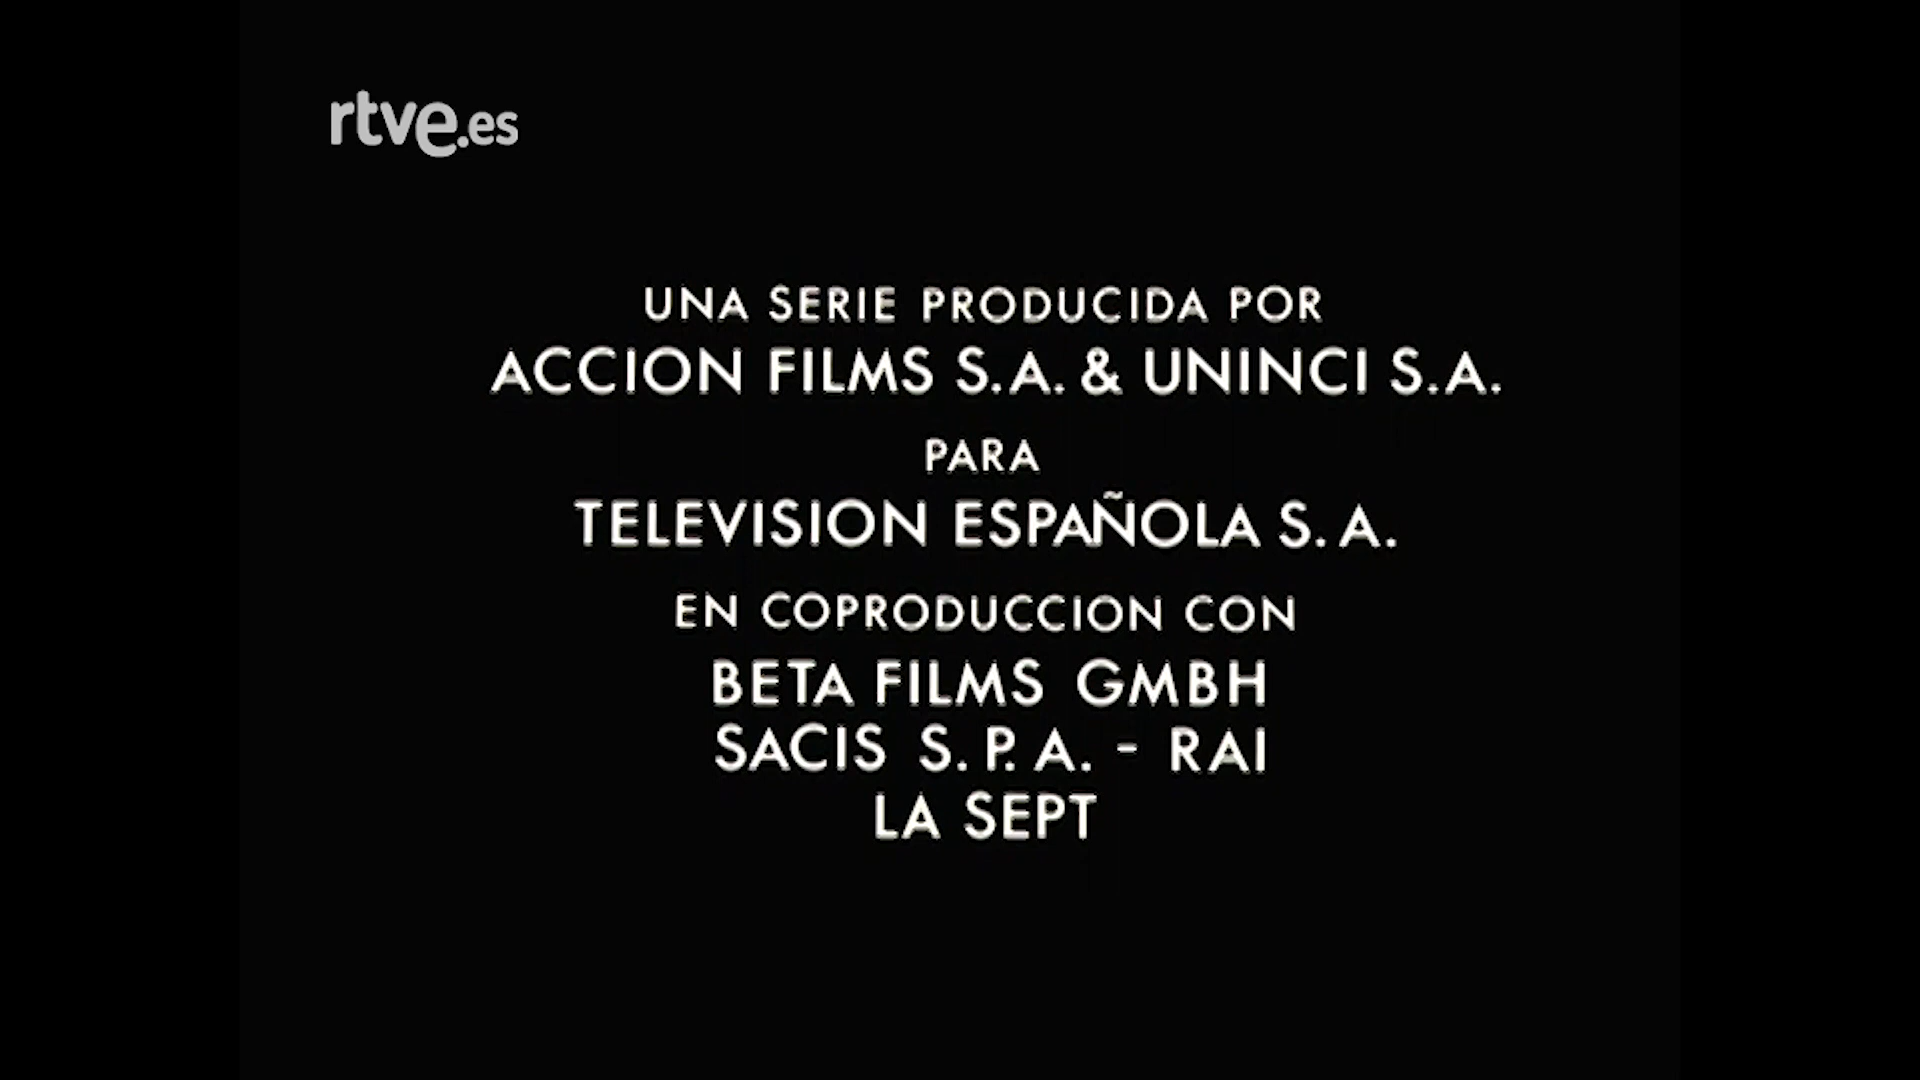 rtve.es
UNA SERIE PRODUCIDA POR
ACCION FILMS S.A. & UNINCI S.A.
PARA
TELEVISION ESPAÑOLA S.A.
EN COPRODUCCION CON
BETA FILMS GMBH
SACIS S.P.A. - RAI
LA SEPT